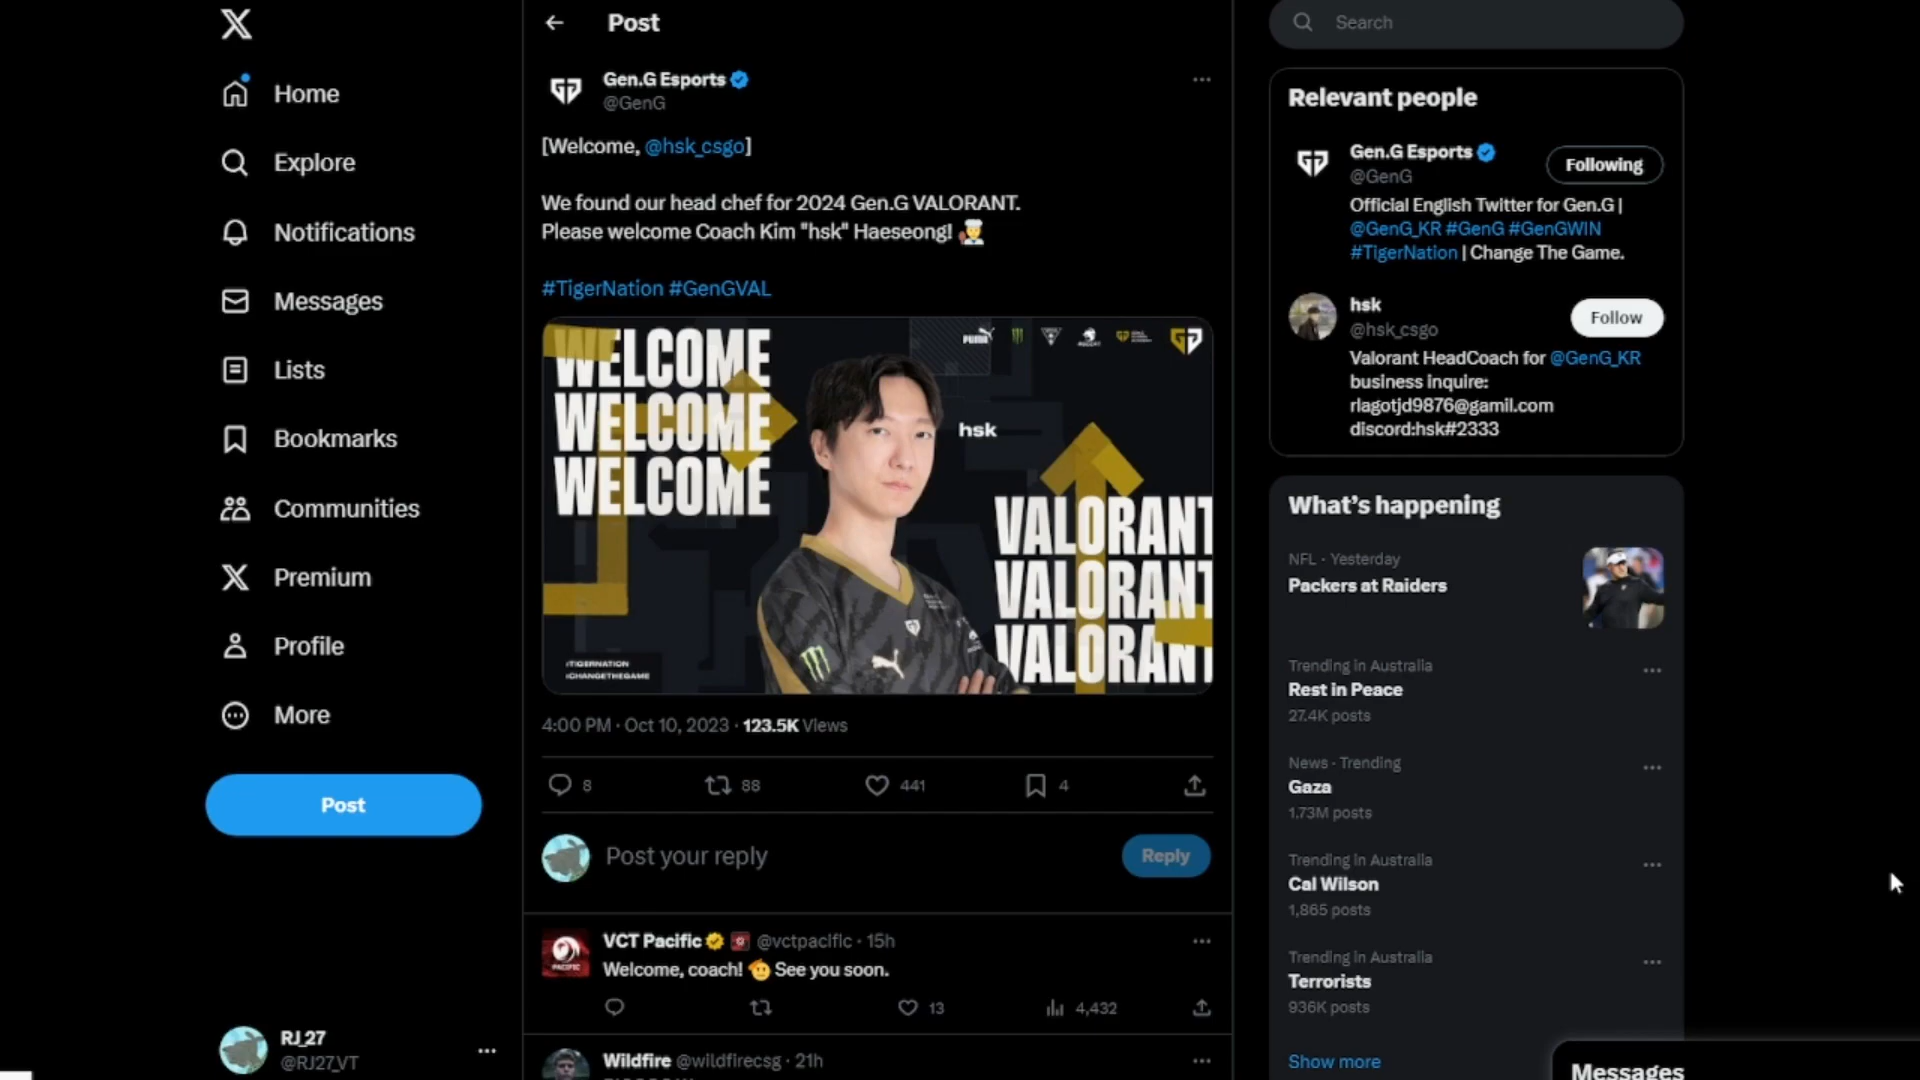 Home
Explore
Notifications
Messages
Lists
Bookmarks
Communities
Premium
Profile
More
Post
RJ_27
@RJ27_VT
Post
Gen.G Esports
@GenG
[Welcome, @hsk_csgo]
We found our head chef for 2024 Gen.G VALORANT.
Please welcome Coach Kim "hsk" Haeseong!
#TigerNation #GenGVAL
WELCOME
WELCOME
WELCOME
PUMA
hsk
VALORANT
VALORANT
VALORANT
#TIGERNATION
#CHANGETHEGAME
4:00 PM · Oct 10, 2023 · 123.5K Views
8 88 441 4
Post your reply
Reply
VCT Pacific @vctpacific · 15h
Welcome, coach! See you soon.
13 4,432
Wildfire @wildfirecsg · 21h
Search
Relevant people
Gen.G Esports
@GenG
Following
Official English Twitter for Gen.G |
@GenG_KR #GenG #GenGWIN
#TigerNation | Change The Game.
hsk
@hsk_csgo
Follow
Valorant HeadCoach for @GenG_KR
business inquire:
rlagotjd9876@gamil.com
discord:hsk#2333
What's happening
NFL · Yesterday
Packers at Raiders
Trending in Australia
Rest in Peace
27.4K posts
News · Trending
Gaza
1.73M posts
Trending in Australia
Cal Wilson
1,865 posts
Trending in Australia
Terrorists
936K posts
Show more
Messages